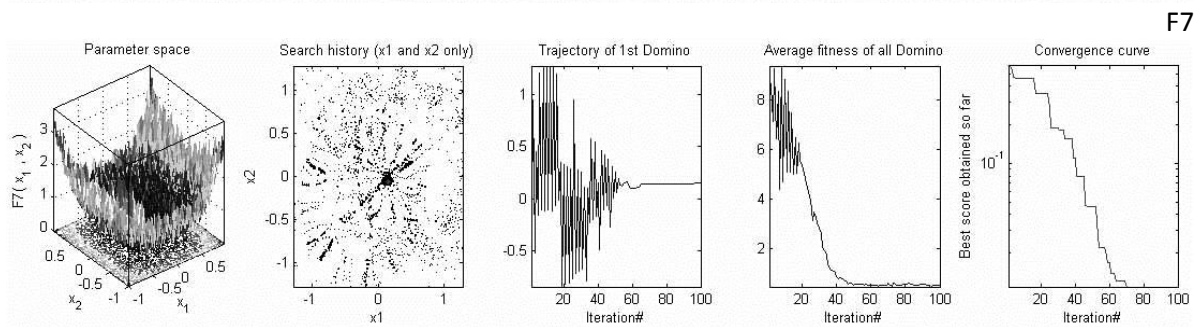 F7
Parameter space
F7( x1 , x2 )
3
2
1
0
0.5
0
-0.5
-1
x2
-1
-0.5
0
0.5
x1
Search history (x1 and x2 only)
x2
1
0.5
0
-0.5
-1
-1
0
1
x1
Trajectory of 1st Domino
1
0.5
0
-0.5
20 40 60 80 100
Iteration#
Average fitness of all Domino
8
6
4
2
20 40 60 80 100
Iteration#
Convergence curve
Best score obtained so far
10-1
20 40 60 80 100
Iteration#